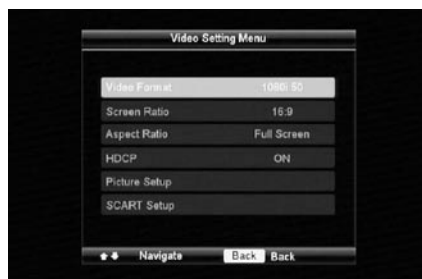 Video Setting Menu
Video Format 1080i 50
Screen Ratio 16:9
Aspect Ratio Full Screen
HDCP ON
Picture Setup
SCART Setup
Navigate Back Back